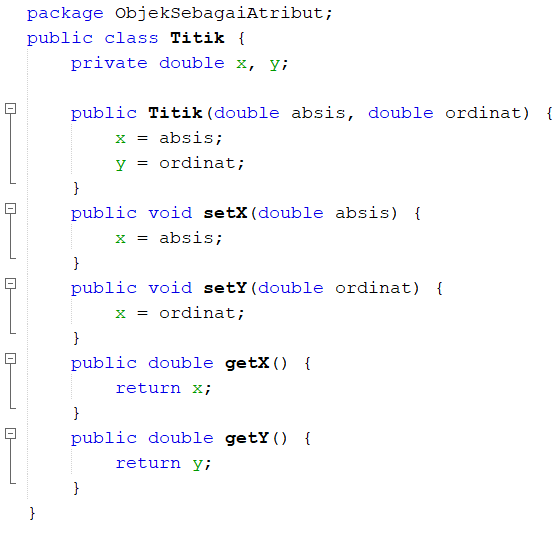 package ObjekSebagaiAtribut;
public class Titik {
private double x, y;
public Titik(double absis, double ordinat) {
x = absis;
y = ordinat;
}
public void setX(double absis) {
x = absis;
}
public void setY(double ordinat) {
x = ordinat;
}
public double getX() {
return x;
}
public double getY() {
return y;
}
}